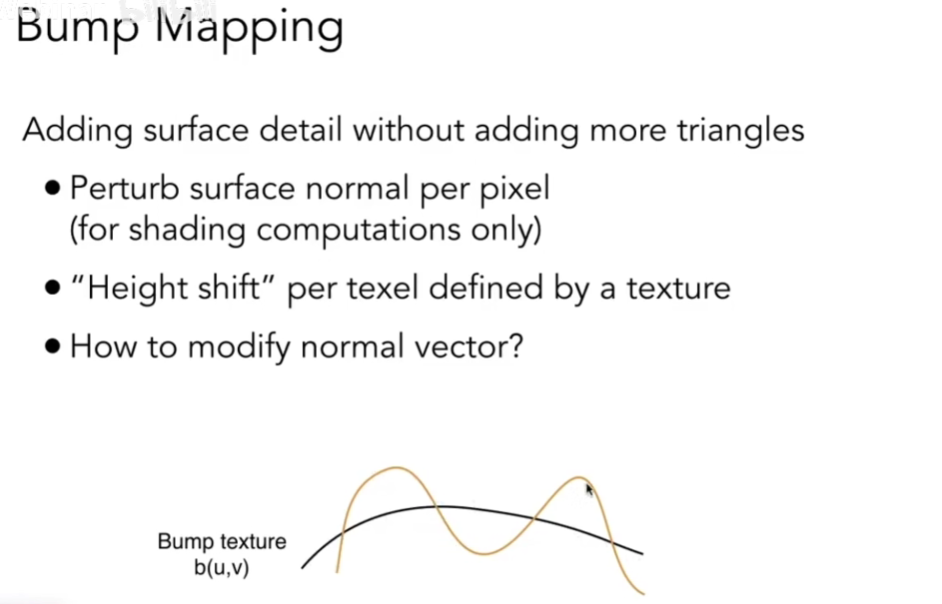 Bump Mapping
Adding surface detail without adding more triangles
● Perturb surface normal per pixel
(for shading computations only)
● “Height shift” per texel defined by a texture
● How to modify normal vector?
Bump texture
b(u,v)